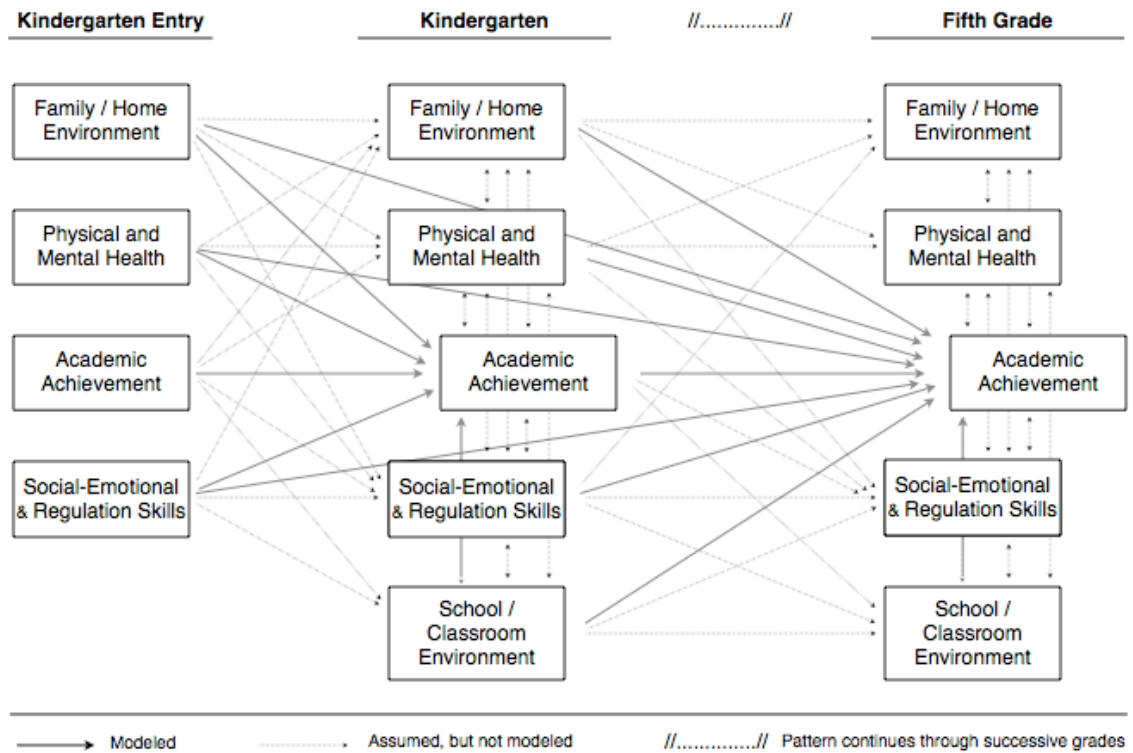 Kindergarten Entry
Kindergarten
//..............//
Fifth Grade
Family / Home
Environment
Family / Home
Environment
Family / Home
Environment
Physical and
Mental Health
Physical and
Mental Health
Physical and
Mental Health
Academic
Achievement
Academic
Achievement
Academic
Achievement
Social-Emotional
& Regulation Skills
Social-Emotional
& Regulation Skills
Social-Emotional
& Regulation Skills
School /
Classroom
Environment
School /
Classroom
Environment
Modeled
Assumed, but not modeled
//..............// Pattern continues through successive grades